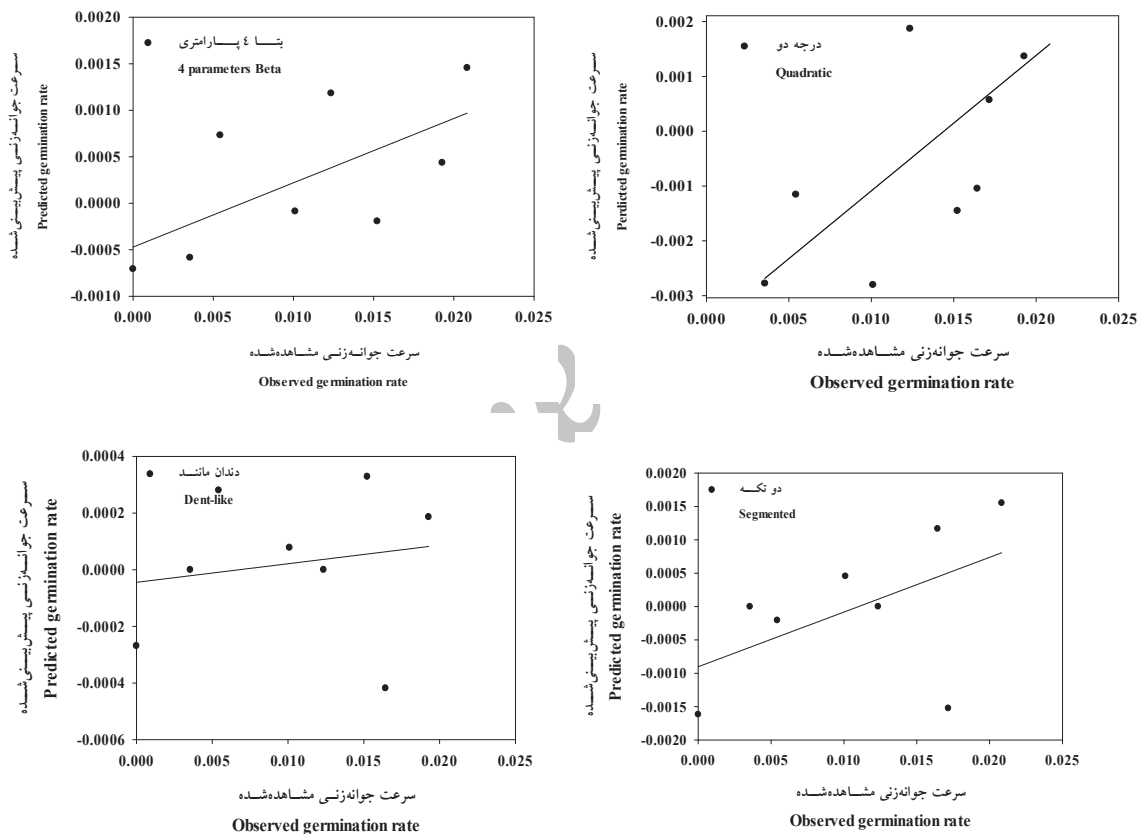 سرعت جوانه‌زنی پیش‌بینی‌شده
Predicted germination rate
0.0020
0.0015
0.0010
0.0005
0.0000
-0.0005
-0.0010
بتا ٤ پارامتری
4 parameters Beta
0.000 0.005 0.010 0.015 0.020 0.025
سرعت جوانه‌زنی مشاهده‌شده
Observed germination rate
سرعت جوانه‌زنی پیش‌بینی‌شده
Perdicted germination rate
0.002
0.001
0.000
-0.001
-0.002
-0.003
درجه دو
Quadratic
0.000 0.005 0.010 0.015 0.020 0.025
سرعت جوانه‌زنی مشاهده‌شده
Observed germination rate
سرعت جوانه‌زنی پیش‌بینی‌شده
Predicted germination rate
0.0004
0.0002
0.0000
-0.0002
-0.0004
-0.0006
دندان مانند
Dent-like
0.000 0.005 0.010 0.015 0.020 0.025
سرعت جوانه‌زنی مشاهده‌شده
Observed germination rate
سرعت جوانه‌زنی پیش‌بینی‌شده
Predicted germination rate
0.0020
0.0015
0.0010
0.0005
0.0000
-0.0005
-0.0010
-0.0015
-0.0020
دو تکه
Segmented
0.000 0.005 0.010 0.015 0.020 0.025
سرعت جوانه‌زنی مشاهده‌شده
Observed germination rate